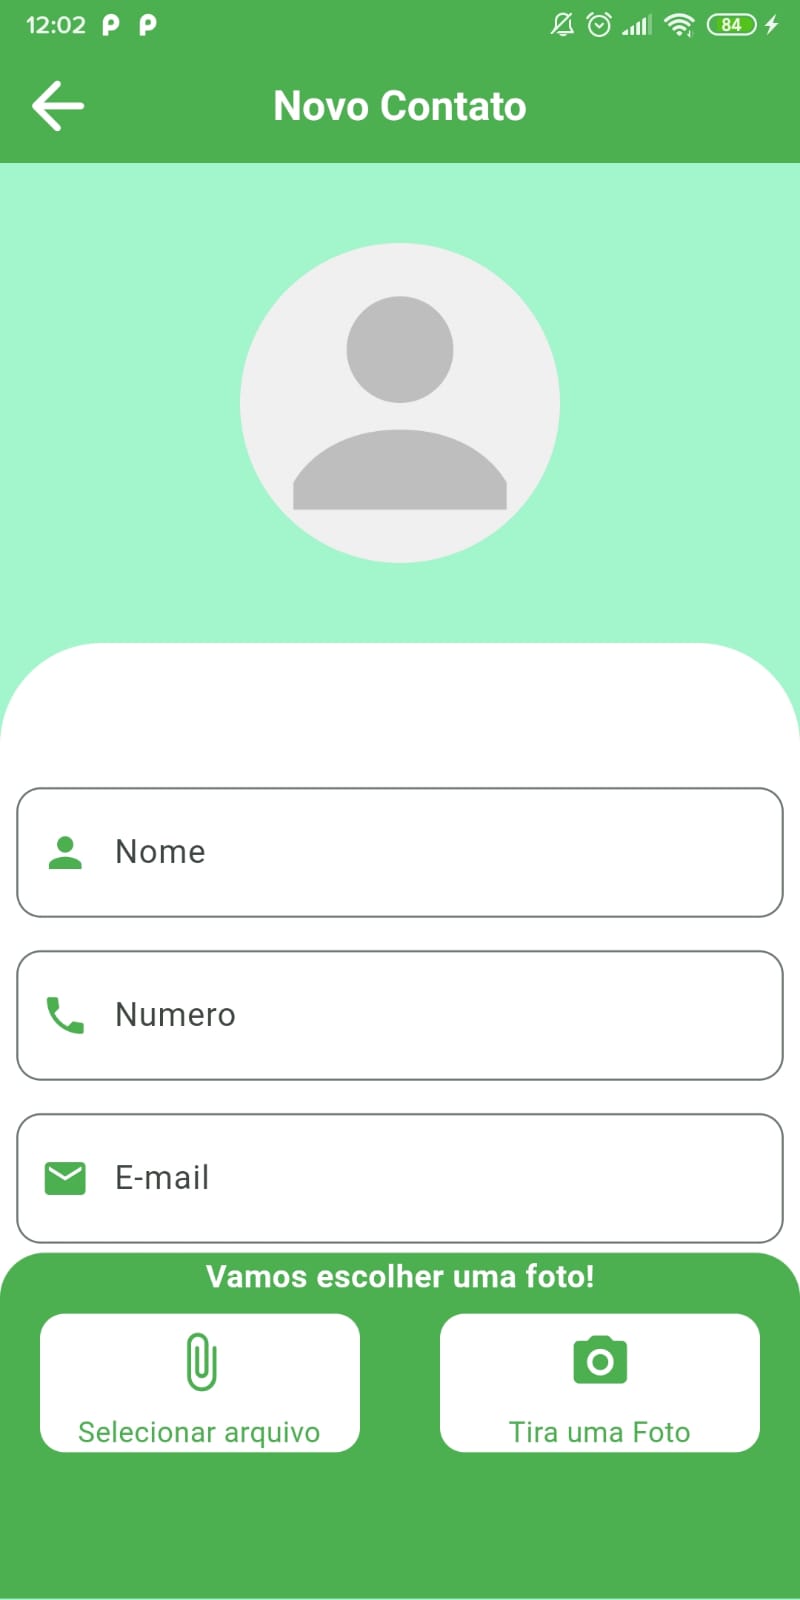 12:02
84
Novo Contato
Nome
Numero
E-mail
Vamos escolher uma foto!
Selecionar arquivo
Tira uma Foto